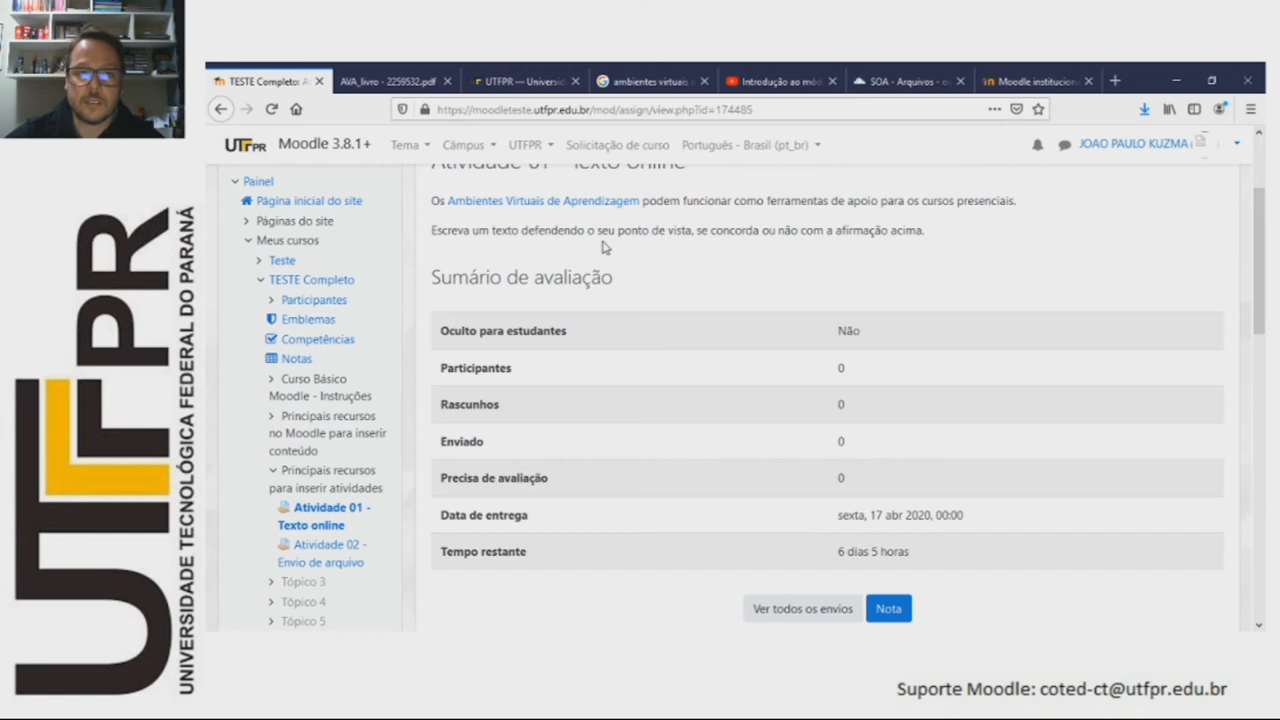 TESTE Completo: A
AVA_livro - 2259532.pdf
UTFPR — Universi
ambientes virtuais
Introdução ao mód
SOA - Arquivos - o
Moodle institucion
https://moodleteste.utfpr.edu.br/mod/assign/view.php?id=174485
UTFPR
Moodle 3.8.1+
Tema
Câmpus
UTFPR
Solicitação de curso
Português - Brasil (pt_br)
JOAO PAULO KUZMA
Painel
Página inicial do site
Páginas do site
Meus cursos
Teste
TESTE Completo
Participantes
Emblemas
Competências
Notas
Curso Básico
Moodle - Instruções
Principais recursos
no Moodle para inserir
conteúdo
Principais recursos
para inserir atividades
Atividade 01 -
Texto online
Atividade 02 -
Envio de arquivo
Tópico 3
Tópico 4
Tópico 5
Atividade 01 - Texto online
Os Ambientes Virtuais de Aprendizagem podem funcionar como ferramentas de apoio para os cursos presenciais.
Escreva um texto defendendo o seu ponto de vista, se concorda ou não com a afirmação acima.
Sumário de avaliação
Oculto para estudantes Não
Participantes 0
Rascunhos 0
Enviado 0
Precisa de avaliação 0
Data de entrega sexta, 17 abr 2020, 00:00
Tempo restante 6 dias 5 horas
Ver todos os envios
Nota
UTFPR
UNIVERSIDADE TECNOLÓGICA FEDERAL DO PARANÁ
Suporte Moodle: coted-ct@utfpr.edu.br